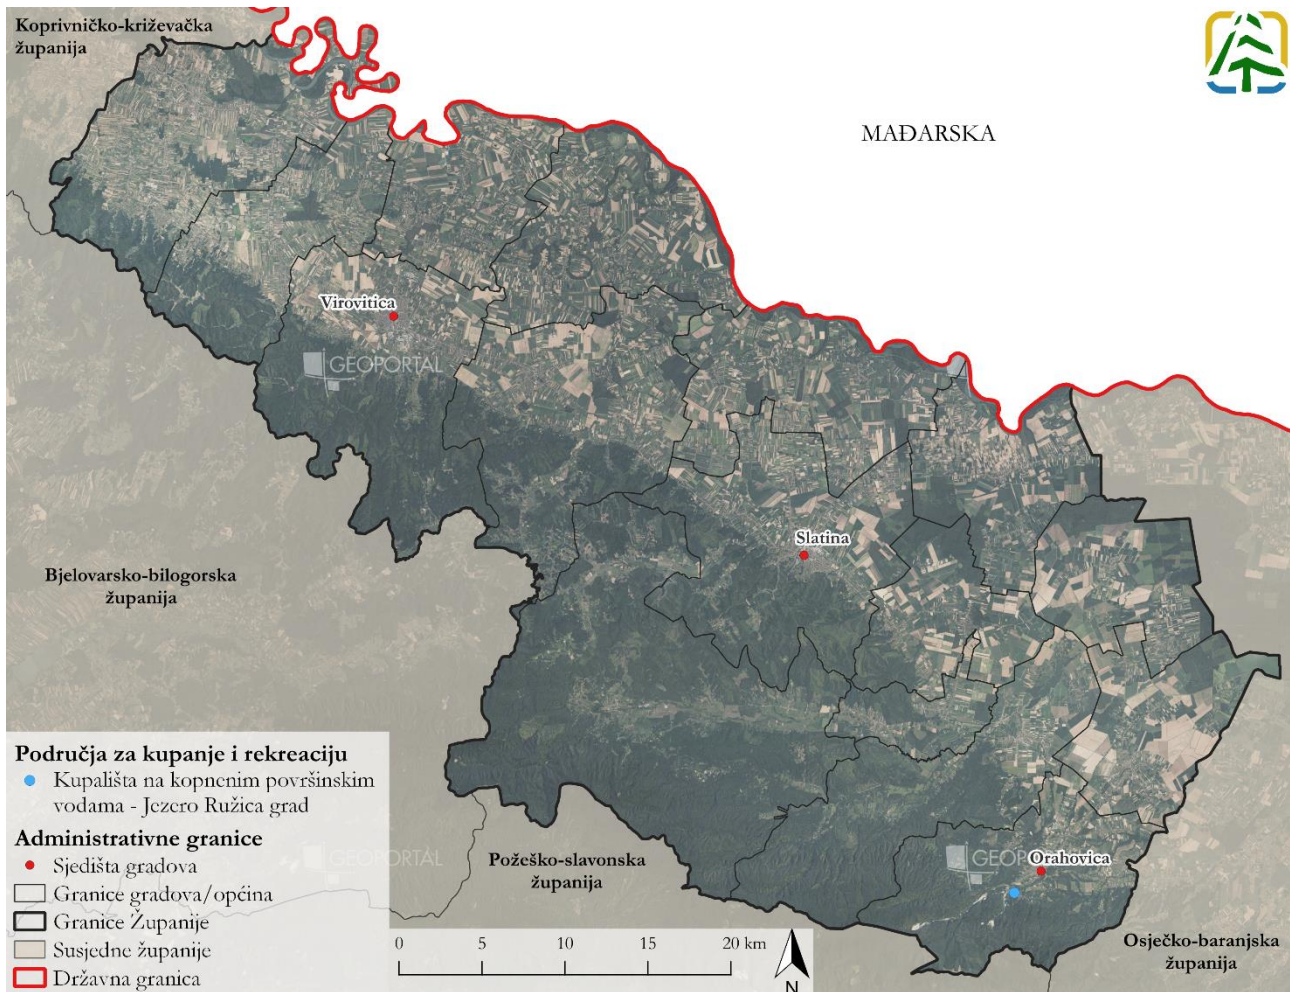 Koprivničko-križevačka
županija
MAĐARSKA
Virovitica
GEOPORTAL
Slatina
Bjelovarsko-bilogorska
županija
Područja za kupanje i rekreaciju
Kupališta na kopnenim površinskim
vodama - Jezero Ružica grad
Administrativne granice
Sjedišta gradova
Granice gradova/općina
Granice Županije
Susjedne županije
Državna granica
GEOPORTAL
Požeško-slavonska
županija
GEOPORTAL
Orahovica
Osječko-baranjska
županija
0 5 10 15 20 km
N